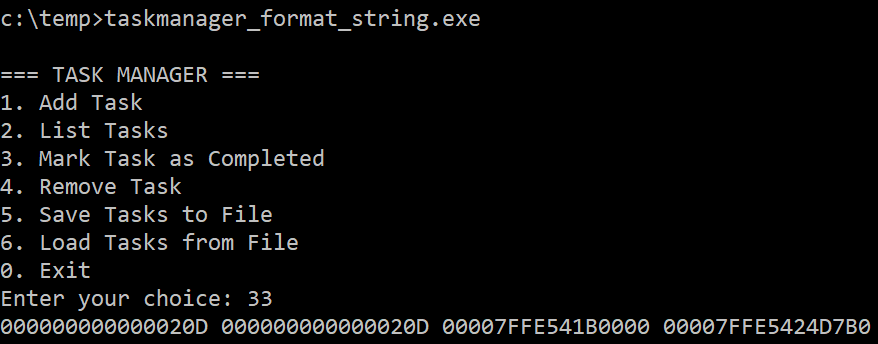 c:\temp>taskmanager_format_string.exe
=== TASK MANAGER ===
1. Add Task
2. List Tasks
3. Mark Task as Completed
4. Remove Task
5. Save Tasks to File
6. Load Tasks from File
0. Exit
Enter your choice: 33
000000000000020D 000000000000020D 00007FFE541B0000 00007FFE5424D7B0